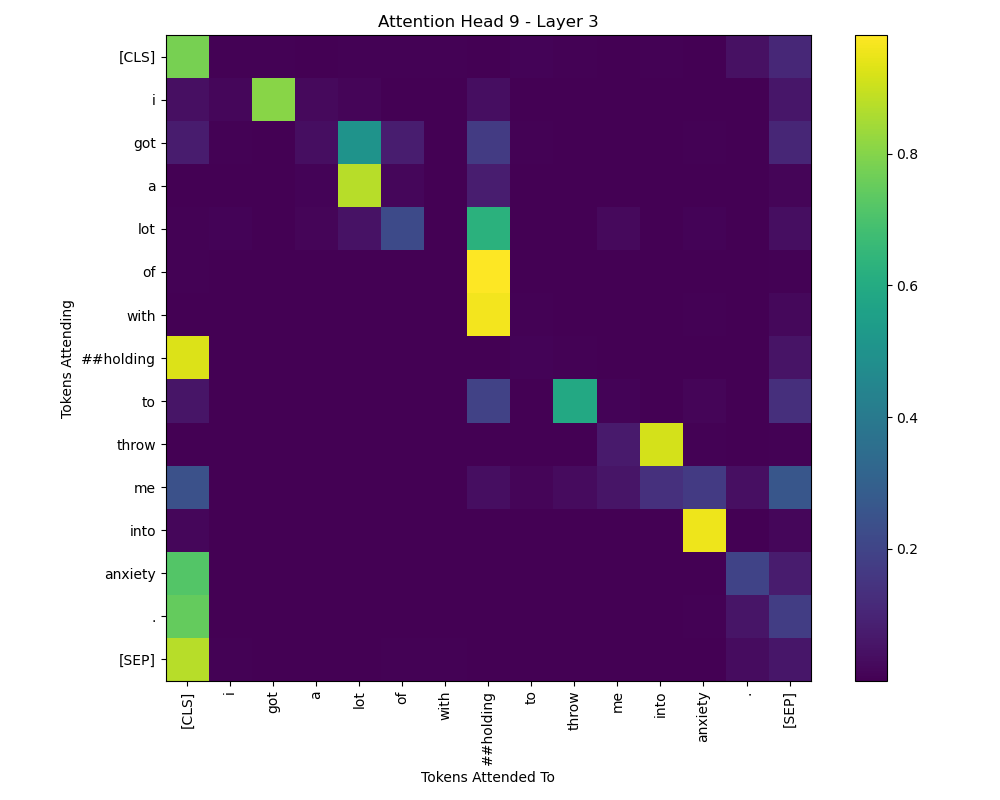 Attention Head 9 - Layer 3
Tokens Attending
[CLS]
i
got
a
lot
of
with
##holding
to
throw
me
into
anxiety
.
[SEP]
[CLS]
i
got
a
lot
of
with
##holding
to
throw
me
into
anxiety
.
[SEP]
Tokens Attended To
0.8
0.6
0.4
0.2